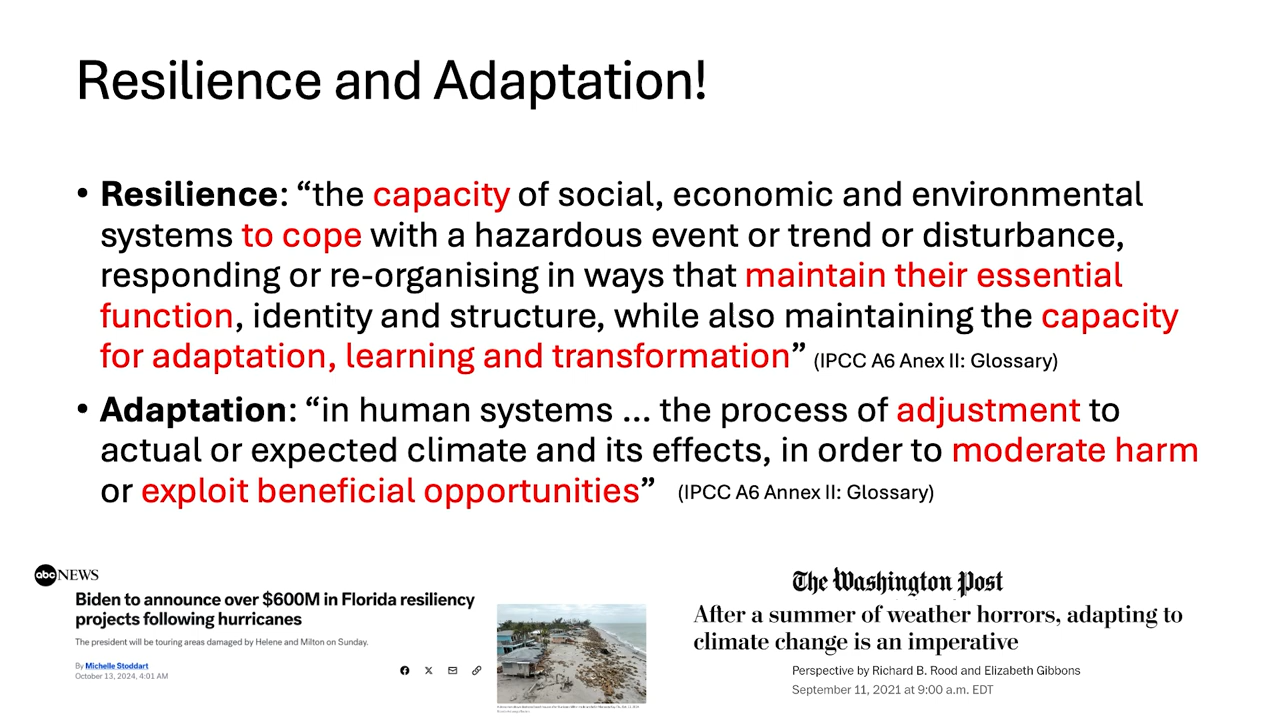 Resilience and Adaptation!
• Resilience: “the capacity of social, economic and environmental
systems to cope with a hazardous event or trend or disturbance,
responding or re-organising in ways that maintain their essential
function, identity and structure, while also maintaining the capacity
for adaptation, learning and transformation” (IPCC A6 Anex II: Glossary)
• Adaptation: “in human systems ... the process of adjustment to
actual or expected climate and its effects, in order to moderate harm
or exploit beneficial opportunities” (IPCC A6 Annex II: Glossary)
abc NEWS
Biden to announce over $600M in Florida resiliency
projects following hurricanes
The president will be touring areas damaged by Helene and Milton on Sunday.
By Michelle Stoddart
October 13, 2024, 4:01 AM
The Washington Post
After a summer of weather horrors, adapting to
climate change is an imperative
Perspective by Richard B. Rood and Elizabeth Gibbons
September 11, 2021 at 9:00 a.m. EDT